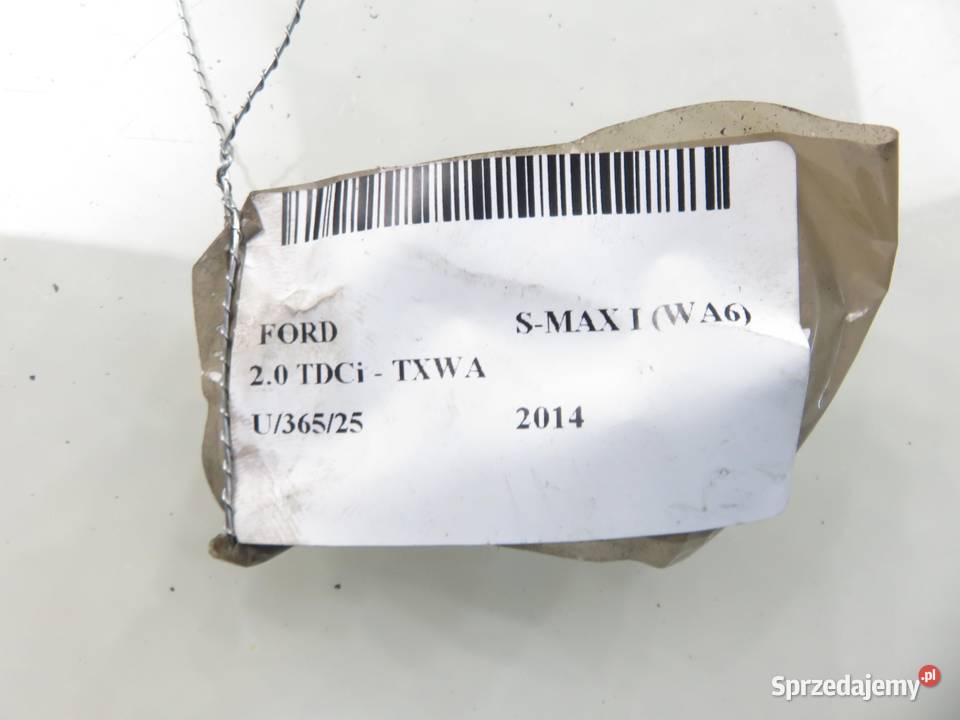 FORD S-MAX I (WA6)
2.0 TDCi - TXWA
U/365/25 2014
Sprzedajemy.pl